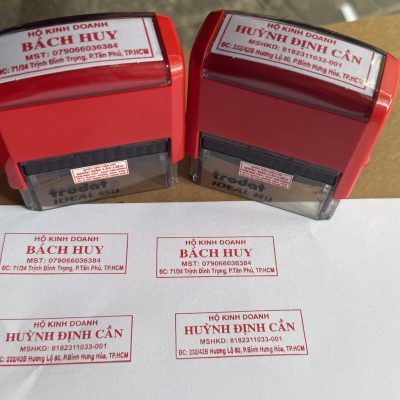 HỘ KINH DOANH
BÁCH HUY
MST: 079066036384
ĐC: 71/34 Trịnh Đình Trọng, P.Tân Phú, TP.HCM
HỘ KINH DOANH
HUỲNH ĐỊNH CẦN
MSHKD: 8182311033-001
ĐC: 232/42B Hương Lộ 80, P.Bình Hưng Hòa, TP.HCM
trodat
IDEAL 4913
trodat
IDEAL 4913
HỘ KINH DOANH
BÁCH HUY
MST: 079066036384
ĐC: 71/34 Trịnh Đình Trọng, P.Tân Phú, TP.HCM
HỘ KINH DOANH
BÁCH HUY
MST: 079066036384
ĐC: 71/34 Trịnh Đình Trọng, P.Tân Phú, TP.HCM
HỘ KINH DOANH
HUỲNH ĐỊNH CẦN
MSHKD: 8182311033-001
ĐC: 232/42B Hương Lộ 80, P.Bình Hưng Hòa, TP.HCM
HỘ KINH DOANH
HUỲNH ĐỊNH CẦN
MSHKD: 8182311033-001
ĐC: 232/42B Hương Lộ 80, P.Bình Hưng Hòa, TP.HCM